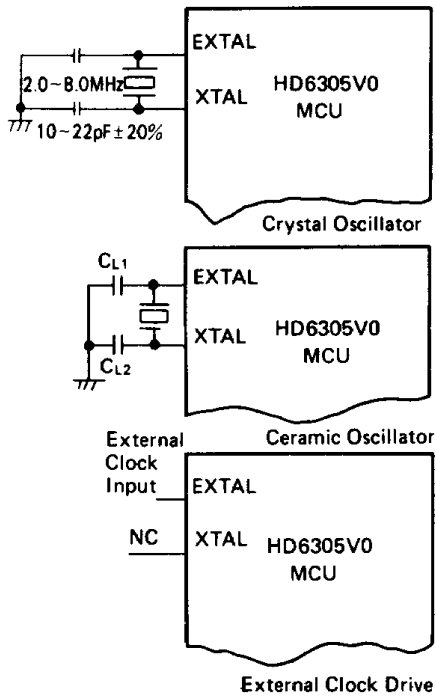 EXTAL
2.0~8.0MHz
HD6305V0
MCU
XTAL
10~22pF±20%
Crystal Oscillator
CL1
EXTAL
XTAL
HD6305V0
MCU
CL2
Ceramic Oscillator
External
Clock
Input
EXTAL
NC
XTAL
HD6305V0
MCU
External Clock Drive